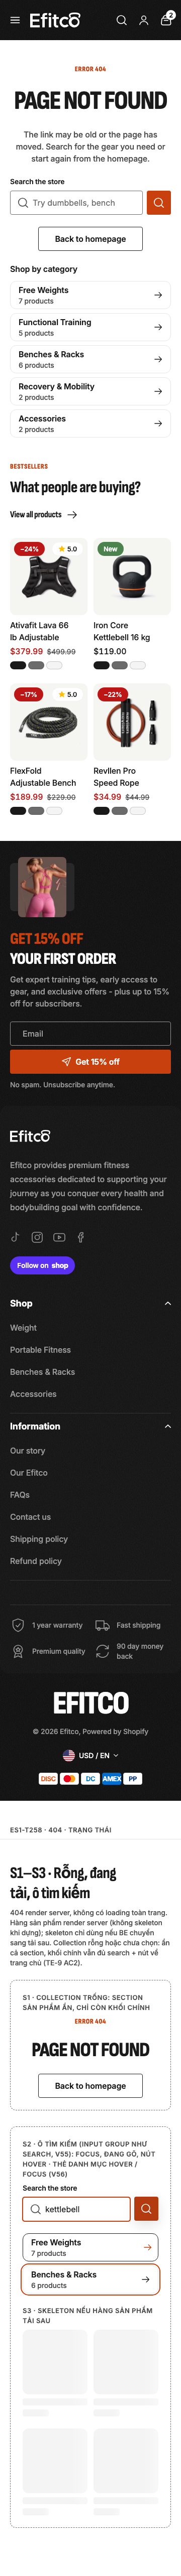 Efitco
2
ERROR 404
PAGE NOT FOUND
The link may be old or the page has
moved. Search for the gear you need or
start again from the homepage.
Search the store
Try dumbbells, bench
Back to homepage
Shop by category
Free Weights
7 products
Functional Training
5 products
Benches & Racks
6 products
Recovery & Mobility
2 products
Accessories
2 products
BESTSELLERS
What people are buying?
View all products
−24%
5.0
New
Ativafit Lava 66
lb Adjustable
$379.99 $499.99
Iron Core
Kettlebell 16 kg
$119.00
−17%
5.0
−22%
FlexFold
Adjustable Bench
$189.99 $229.00
Revllen Pro
Speed Rope
$34.99 $44.99
GET 15% OFF
YOUR FIRST ORDER
Get expert training tips, early access to
gear, and exclusive offers - plus up to 15%
off for subscribers.
Email
Get 15% off
No spam. Unsubscribe anytime.
Efitco
Efitco provides premium fitness
accessories dedicated to supporting your
journey as you conquer every health and
bodybuilding goal with confidence.
Follow on shop
Shop
Weight
Portable Fitness
Benches & Racks
Accessories
Information
Our story
Our Efitco
FAQs
Contact us
Shipping policy
Refund policy
1 year warranty
Fast shipping
Premium quality
90 day money
back
EFITCO
© 2026 Efitco, Powered by Shopify
USD / EN
DISC MC DC AMEX PP
ES1-T258 · 404 · TRẠNG THÁI
S1–S3 · Rỗng, đang
tải, ô tìm kiếm
404 render server, không có loading toàn trang.
Hàng sản phẩm render server (không skeleton
khi dựng); skeleton chỉ dùng nếu BE chuyển
sang tải sau. Collection rỗng hoặc chưa chọn: ẩn
cả section, khối chính vẫn đủ search + nút về
trang chủ (TE-9 AC2).
S1 · COLLECTION TRỐNG: SECTION
SẢN PHẨM ẨN, CHỈ CÒN KHỐI CHÍNH
ERROR 404
PAGE NOT FOUND
Back to homepage
S2 · Ô TÌM KIẾM (INPUT GROUP NHƯ
SEARCH, V55): FOCUS, ĐANG GÕ, NÚT
HOVER · THẺ DANH MỤC HOVER /
FOCUS (V56)
Search the store
kettlebell
Free Weights
7 products
Benches & Racks
6 products
S3 · SKELETON NẾU HÀNG SẢN PHẨM
TẢI SAU